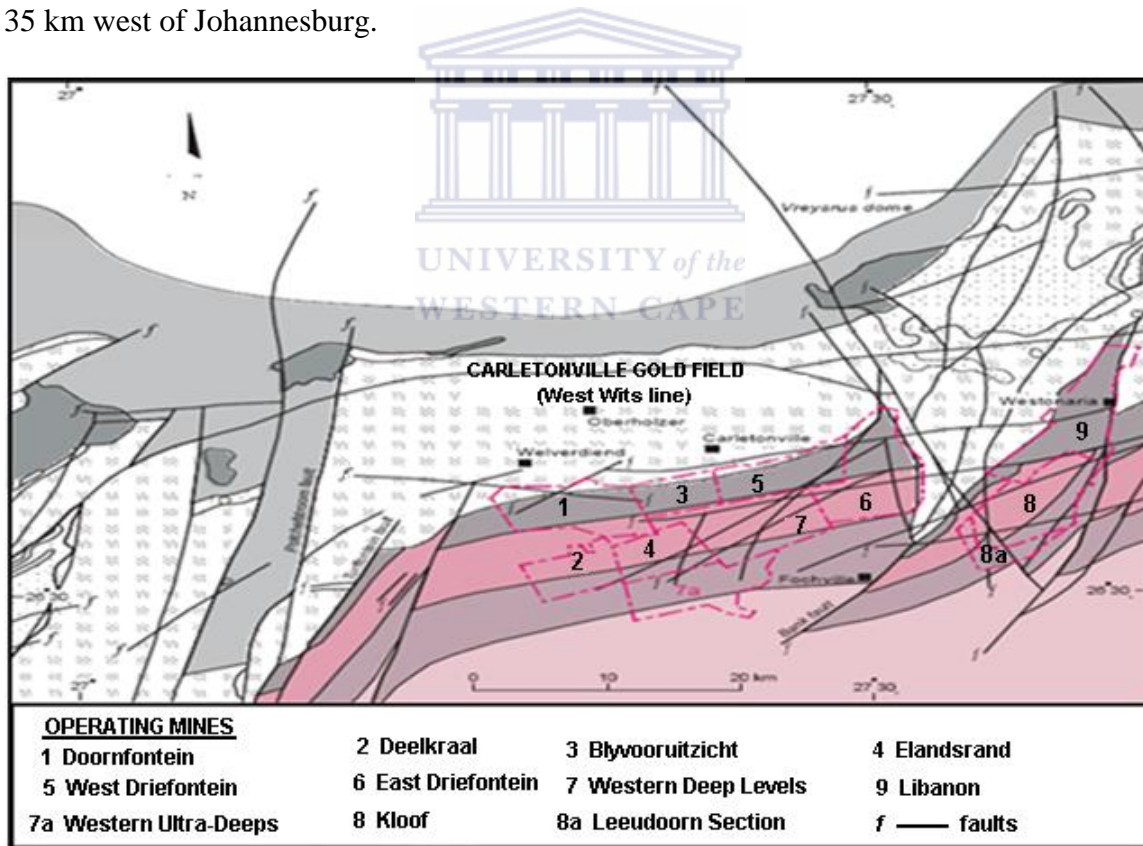 35 km west of Johannesburg.
27°
27°30
f
f
N
Vreysrus dome
UNIVERSITY of the
WESTERN CAPE
f
f
f
f
f
CARLETONVILLE GOLD FIELD
(West Wits line)
Oberholzer
Carletonville
Welverdiend
Westonaria
9
5
3
1
6
8
7
4
2
8a
7a
Fochville
Bank fault
26°30
26°30
f
f
f
f
0 10 20 km
27°
27°30
OPERATING MINES
1 Doornfontein
2 Deelkraal
3 Blyvooruitzicht
4 Elandsrand
5 West Driefontein
6 East Driefontein
7 Western Deep Levels
9 Libanon
7a Western Ultra-Deeps
8 Kloof
8a Leeudoorn Section
f faults